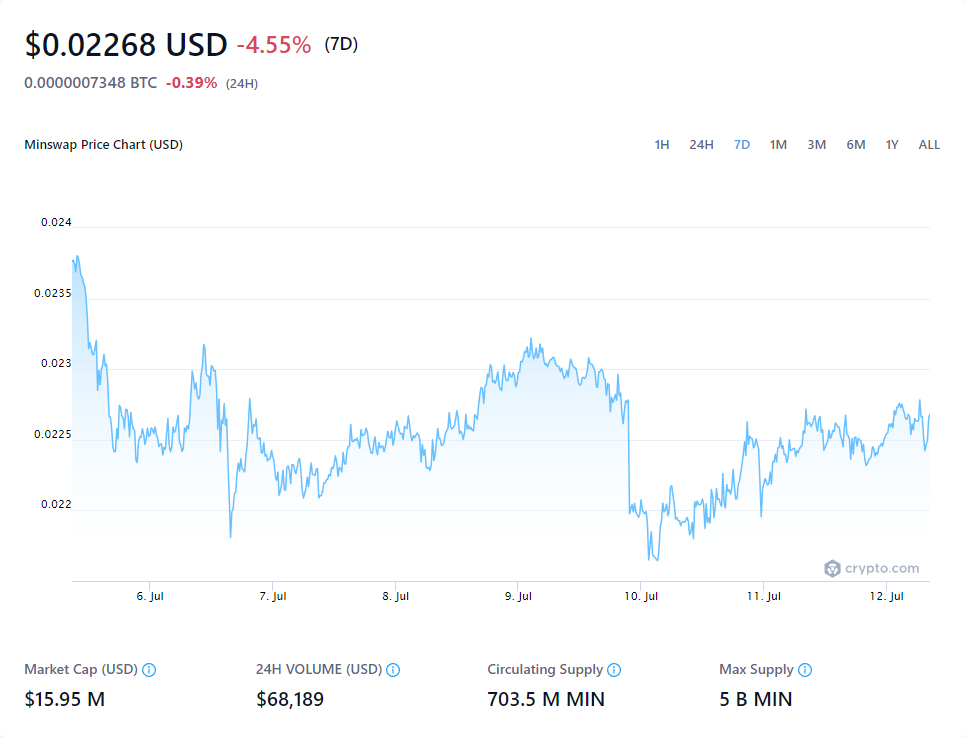 $0.02268 USD -4.55% (7D)
0.0000007348 BTC -0.39% (24H)
Minswap Price Chart (USD) 1H 24H 7D 1M 3M 6M 1Y ALL
0.024
0.0235
0.023
0.0225
0.022
crypto.com
6. Jul 7. Jul 8. Jul 9. Jul 10. Jul 11. Jul 12. Jul
Market Cap (USD) 24H VOLUME (USD) Circulating Supply Max Supply
$15.95 M $68,189 703.5 M MIN 5 B MIN